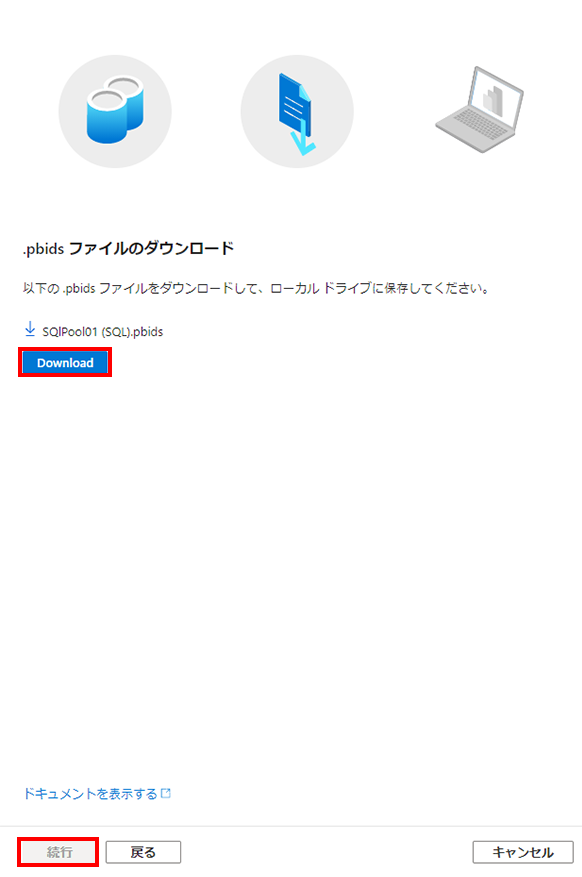 .pbids ファイルのダウンロード
以下の .pbids ファイルをダウンロードして、ローカル ドライブに保存してください。
SQlPool01 (SQL).pbids
Download
ドキュメントを表示する
続行
戻る
キャンセル